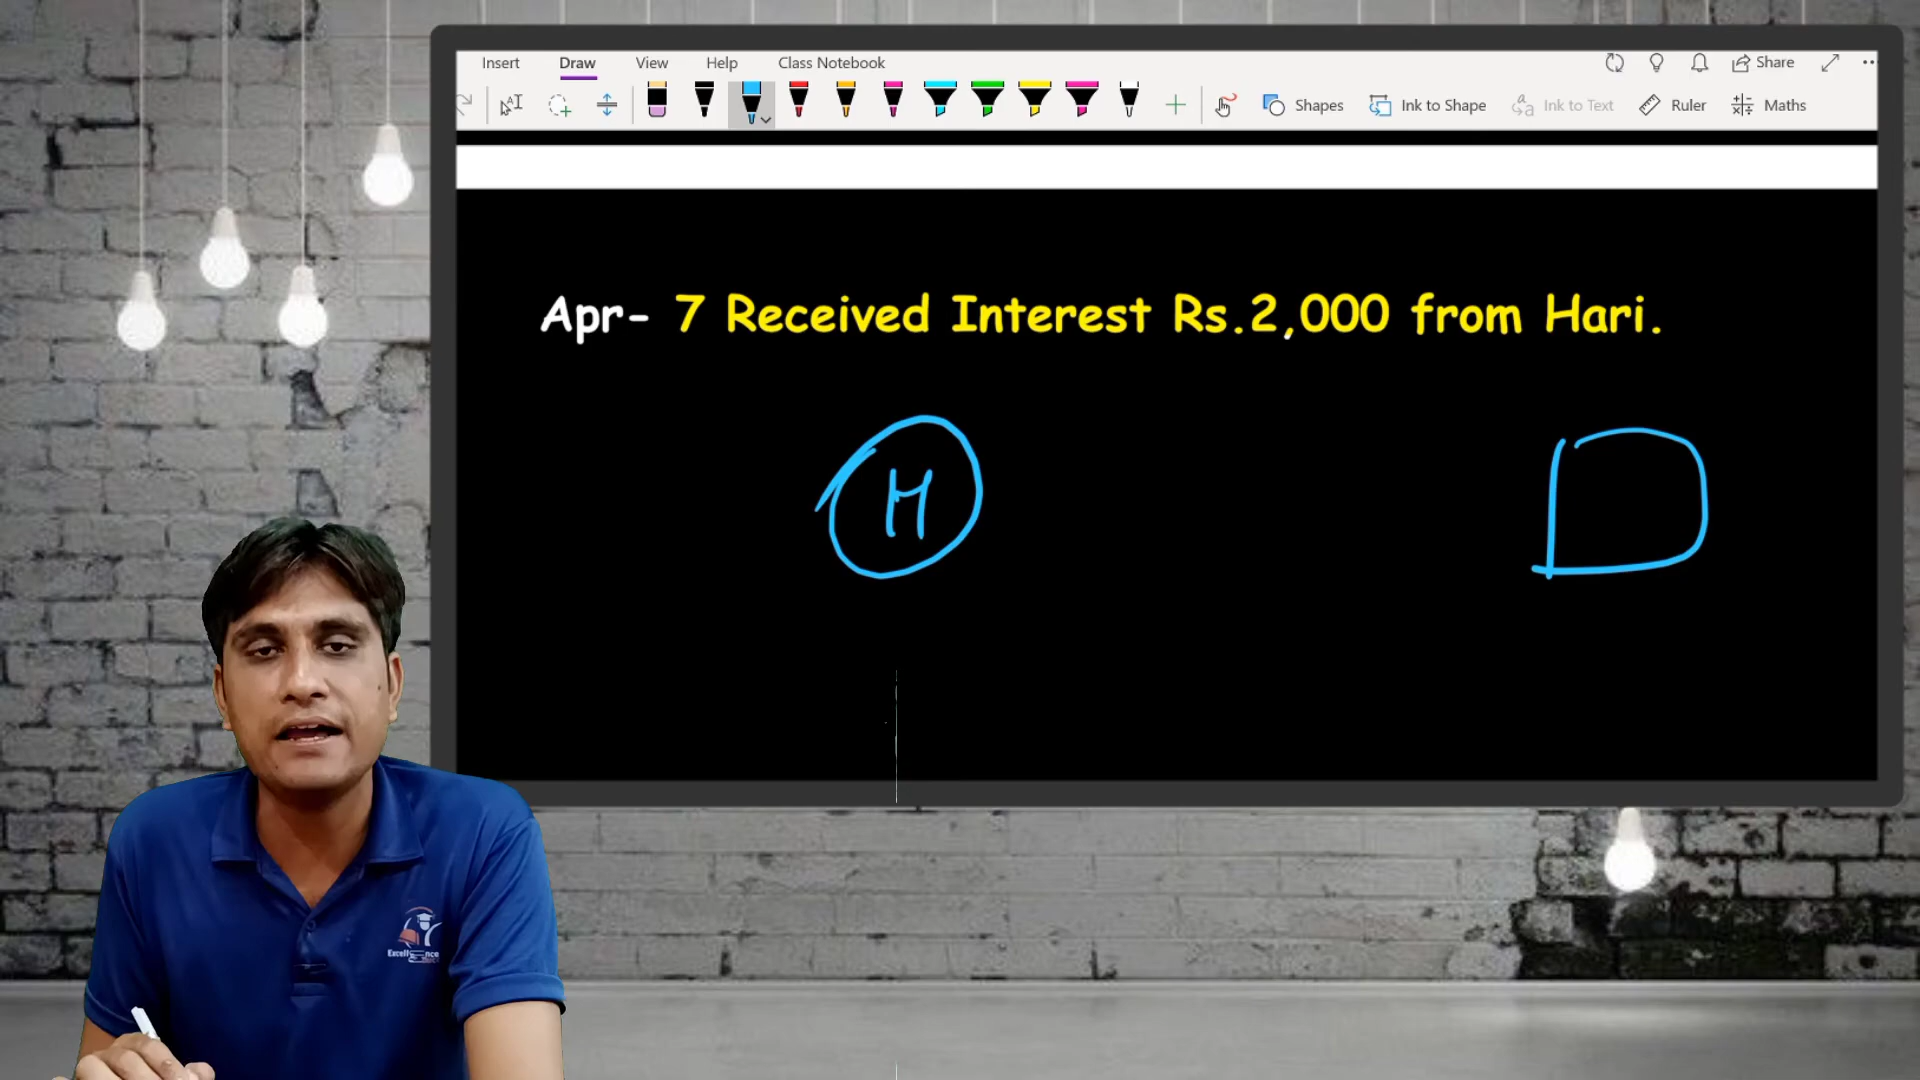 Insert Draw View Help Class Notebook Share
Shapes Ink to Shape Ink to Text Ruler Maths
Apr- 7 Received Interest Rs.2,000 from Hari.
H